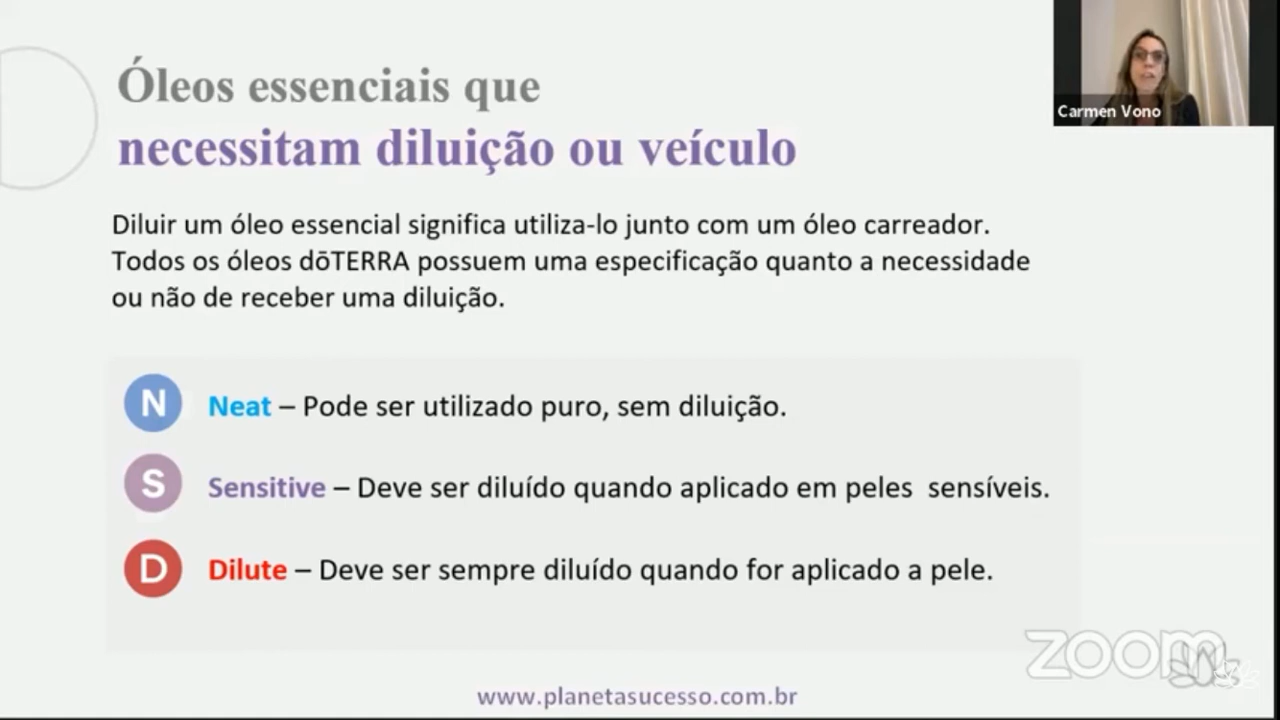 Óleos essenciais que
necessitam diluição ou veículo
Carmen Vono
Diluir um óleo essencial significa utiliza-lo junto com um óleo carreador.
Todos os óleos dōTERRA possuem uma especificação quanto a necessidade
ou não de receber uma diluição.
N Neat – Pode ser utilizado puro, sem diluição.
S Sensitive – Deve ser diluído quando aplicado em peles sensíveis.
D Dilute – Deve ser sempre diluído quando for aplicado a pele.
zoom
www.planetasucesso.com.br